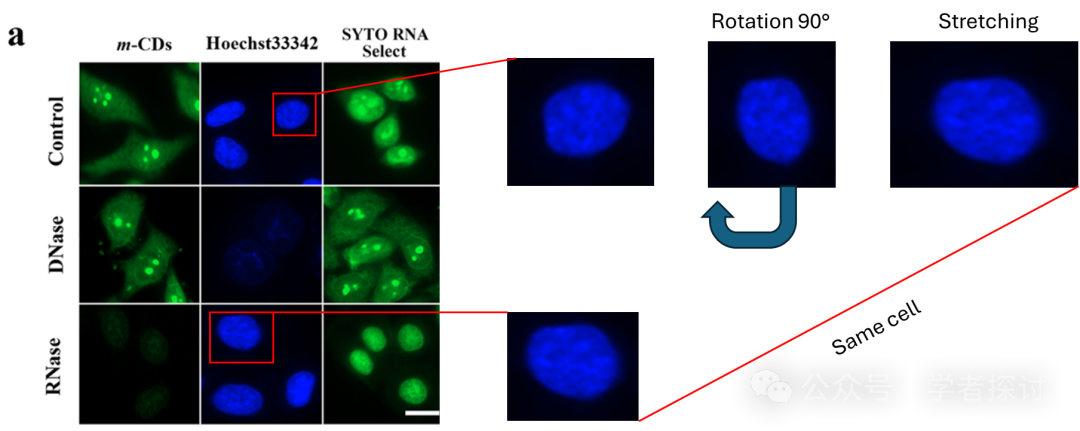 a
m-CDs
Hoechst33342
SYTO RNA
Select
Rotation 90°
Stretching
Control
DNase
RNase
Same cell
公众号 学者探讨